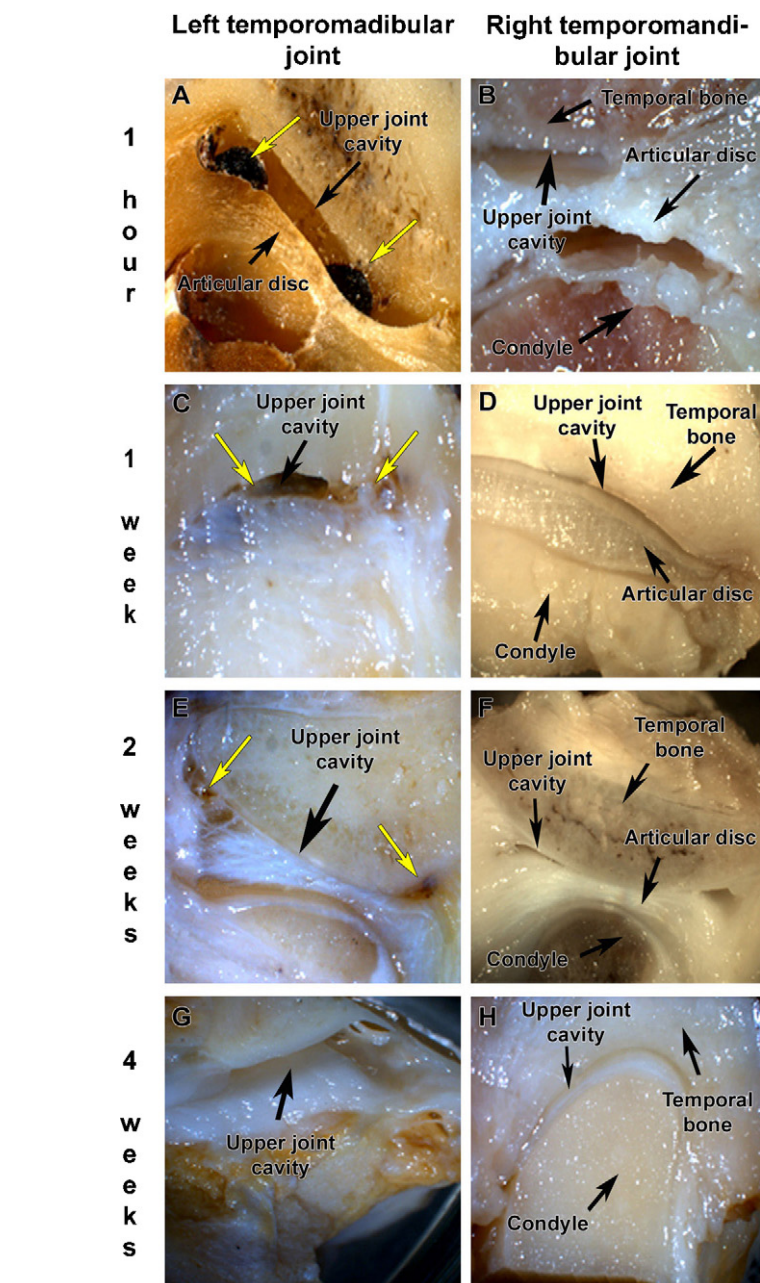 Left temporomadibular
joint
Right temporomandi-
bular joint
1
h
o
u
r
A
Upper joint
cavity
Articular disc
B
Temporal bone
Articular disc
Upper joint
cavity
Condyle
1
w
e
e
k
C
Upper joint
cavity
D
Upper joint
cavity
Temporal
bone
Articular disc
Condyle
2
w
e
e
k
s
E
Upper joint
cavity
F
Temporal
bone
Upper joint
cavity
Articular disc
Condyle
4
w
e
e
k
s
G
Upper joint
cavity
H
Upper joint
cavity
Temporal
bone
Condyle